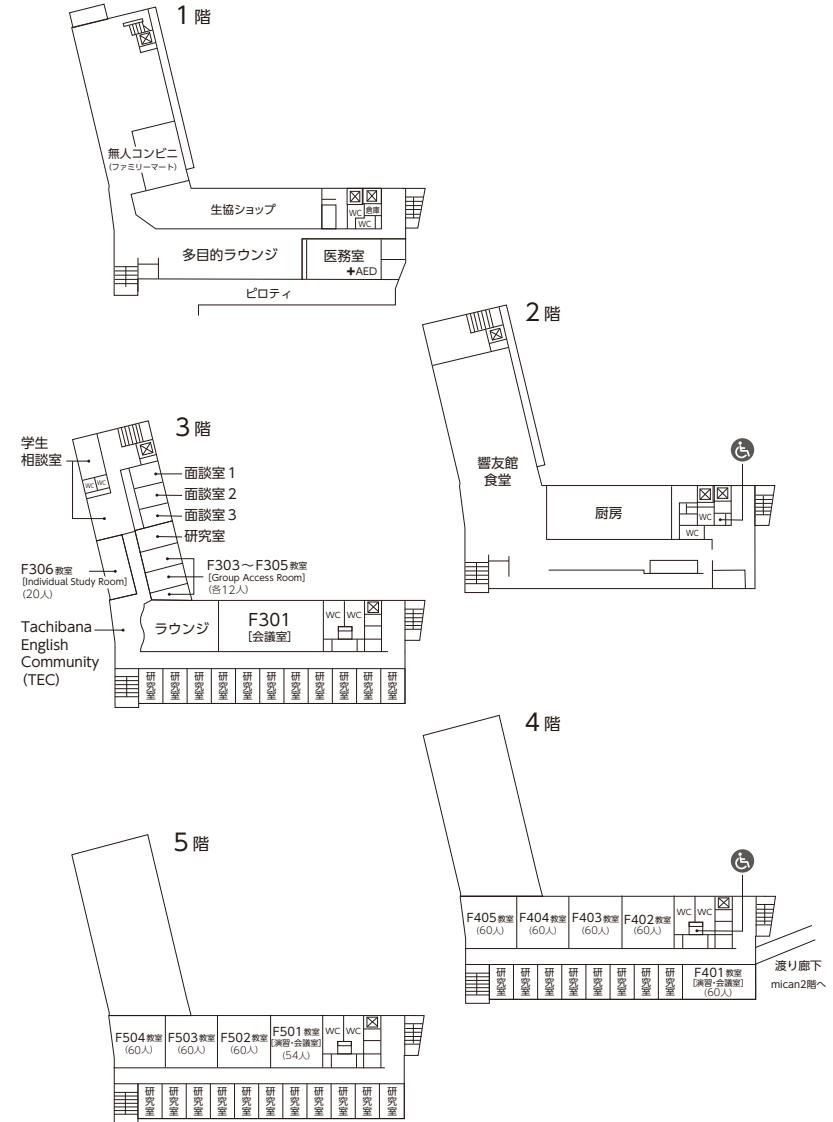 1階
無人コンビニ
(ファミリーマート)
生協ショップ
WC
倉庫
WC
多目的ラウンジ
医務室
✚AED
ピロティ
2階
響友館
食堂
厨房
WC
WC
3階
学生
相談室
WC WC
面談室1
面談室2
面談室3
研究室
F306教室
[Individual Study Room]
(20人)
F303〜F305教室
[Group Access Room]
(各12人)
Tachibana
English
Community
(TEC)
ラウンジ
F301
[会議室]
WC WC
研究室 研究室 研究室 研究室 研究室 研究室 研究室 研究室 研究室 研究室 研究室
4階
F405教室 F404教室 F403教室 F402教室
(60人) (60人) (60人) (60人)
WC WC
研究室 研究室 研究室 研究室 研究室 研究室 研究室 研究室
F401教室
[演習・会議室]
(60人)
渡り廊下
mican2階へ
5階
F504教室 F503教室 F502教室 F501教室
(60人) (60人) (60人) [演習・会議室]
(54人)
WC WC
研究室 研究室 研究室 研究室 研究室 研究室 研究室 研究室 研究室 研究室 研究室